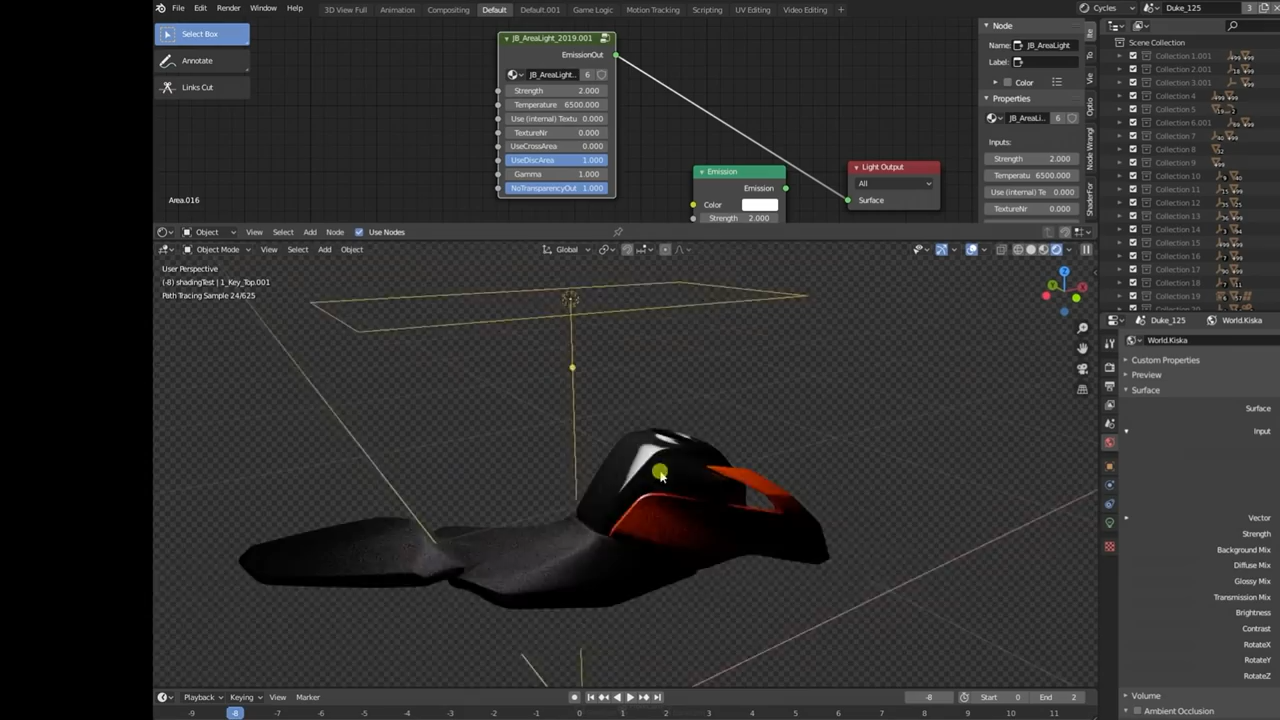 File Edit Render Window Help
3D View Full Animation Compositing Default Default.001 Game Logic Motion Tracking Scripting UV Editing Video Editing +
Cycles Duke_125 3
Select Box
Annotate
Links Cut
JB_AreaLight_2019.001
EmissionOut
JB_AreaLight.. 6
Strength 2.000
Temperature 6500.000
Use (internal) Textu 0.000
TextureNr 0.000
UseCrossArea 0.000
UseDiscArea 1.000
Gamma 1.000
NoTransparencyOut 1.000
Emission
Emission
Color
Strength 2.000
Light Output
All
Surface
Area.016
Node
Name: JB_AreaLight
Label:
Color
Properties
JB_AreaLi.. 6
Inputs:
Strength 2.000
Temperatu 6500.000
Use (internal) Te 0.000
TextureNr 0.000
Node Wrangl
ShaderFor
Scene Collection
Collection 1.001
Collection 2.001
Collection 3.001
Collection 4
Collection 5
Collection 6.001
Collection 7
Collection 8
Collection 9
Collection 10
Collection 11
Collection 12
Collection 13
Collection 14
Collection 15
Collection 16
Collection 17
Collection 18
Collection 19
Object View Select Add Node Use Nodes
Object Mode View Select Add Object Global
User Perspective
(-8) shadingTest | 1_Key_Top.001
Path Tracing Sample 24/625
Duke_125 World.Kiska
World.Kiska
Custom Properties
Preview
Surface
Surface
Input
Vector
Strength
Background Mix
Diffuse Mix
Glossy Mix
Transmission Mix
Brightness
Contrast
RotateX
RotateY
RotateZ
Volume
Ambient Occlusion
Playback Keying View Marker -8 Start 0 End 2
-9 -8 -7 -6 -5 -4 -3 -2 -1 0 1 2 3 4 5 6 7 8 9 10 11